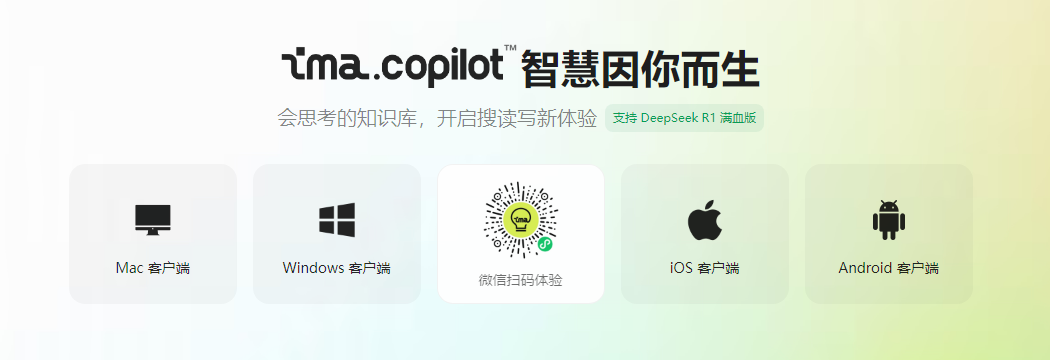 ima.copilot™ 智慧因你而生
会思考的知识库，开启搜读写新体验 支持 DeepSeek R1 满血版
ima
Mac 客户端
Windows 客户端
微信扫码体验
iOS 客户端
Android 客户端